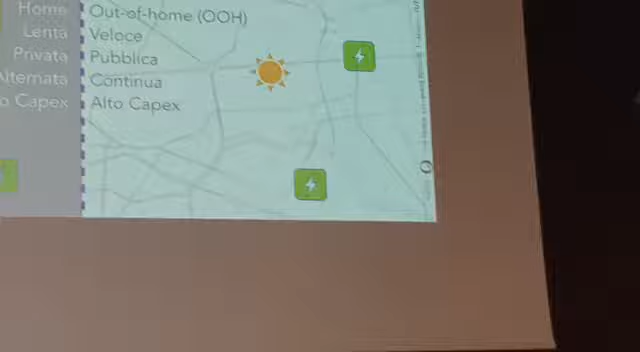 Home Out-of-home (OOH)
Lenta Veloce
Privata Pubblica
Alternata Continua
o Capex Alto Capex